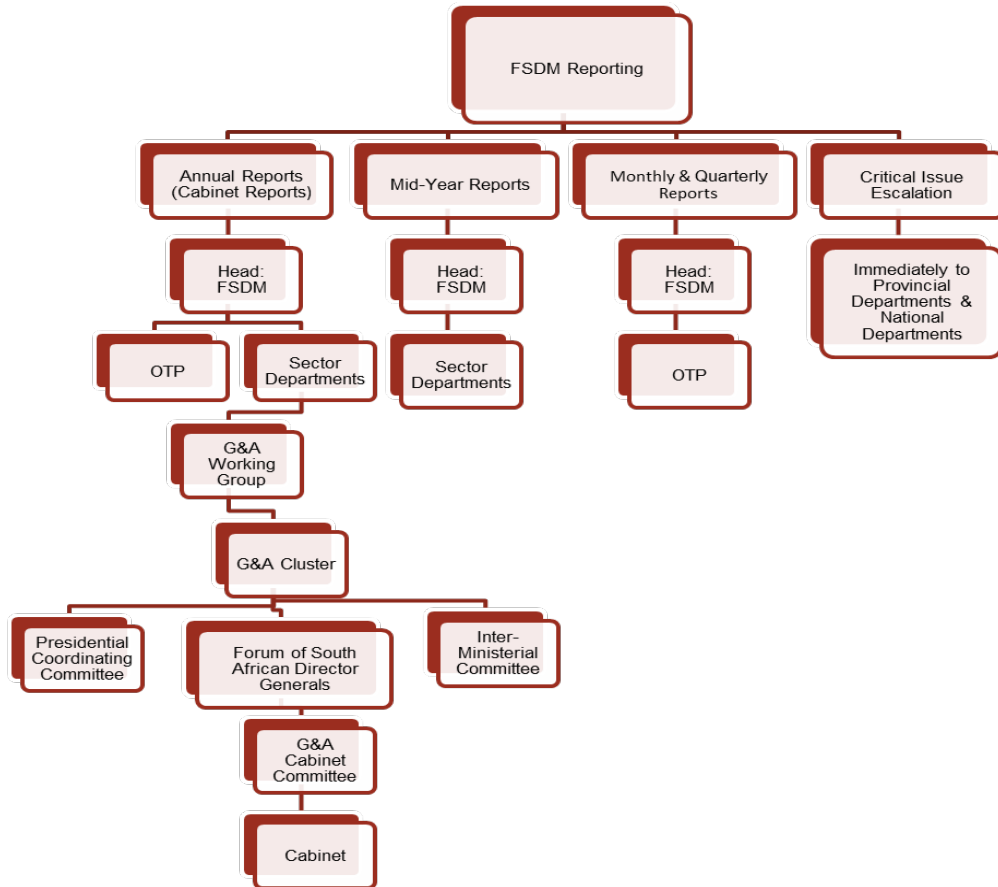 FSDM Reporting
Annual Reports
(Cabinet Reports)
Mid-Year Reports
Monthly & Quarterly
Reports
Critical Issue
Escalation
Head:
FSDM
Head:
FSDM
Head:
FSDM
Immediately to
Provincial
Departments &
National
Departments
OTP
Sector
Departments
Sector
Departments
OTP
G&A
Working
Group
G&A Cluster
Presidential
Coordinating
Committee
Forum of South
African Director
Generals
Inter-
Ministerial
Committee
G&A
Cabinet
Committee
Cabinet